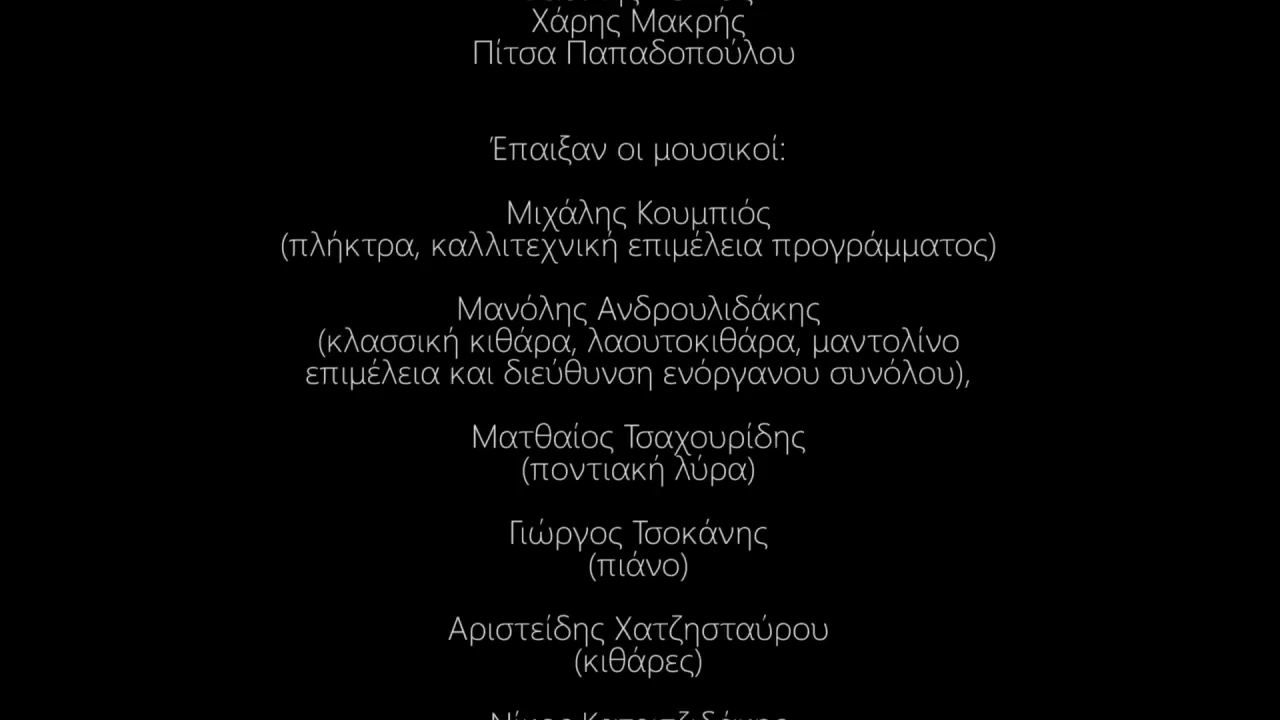 Χάρης Μακρής
Πίτσα Παπαδοπούλου
Έπαιξαν οι μουσικοί:
Μιχάλης Κουμπιός
(πλήκτρα, καλλιτεχνική επιμέλεια προγράμματος)
Μανόλης Ανδρουλιδάκης
(κλασσική κιθάρα, λαουτοκιθάρα, μαντολίνο
επιμέλεια και διεύθυνση ενόργανου συνόλου),
Ματθαίος Τσαχουρίδης
(ποντιακή λύρα)
Γιώργος Τσοκάνης
(πιάνο)
Αριστείδης Χατζησταύρου
(κιθάρες)